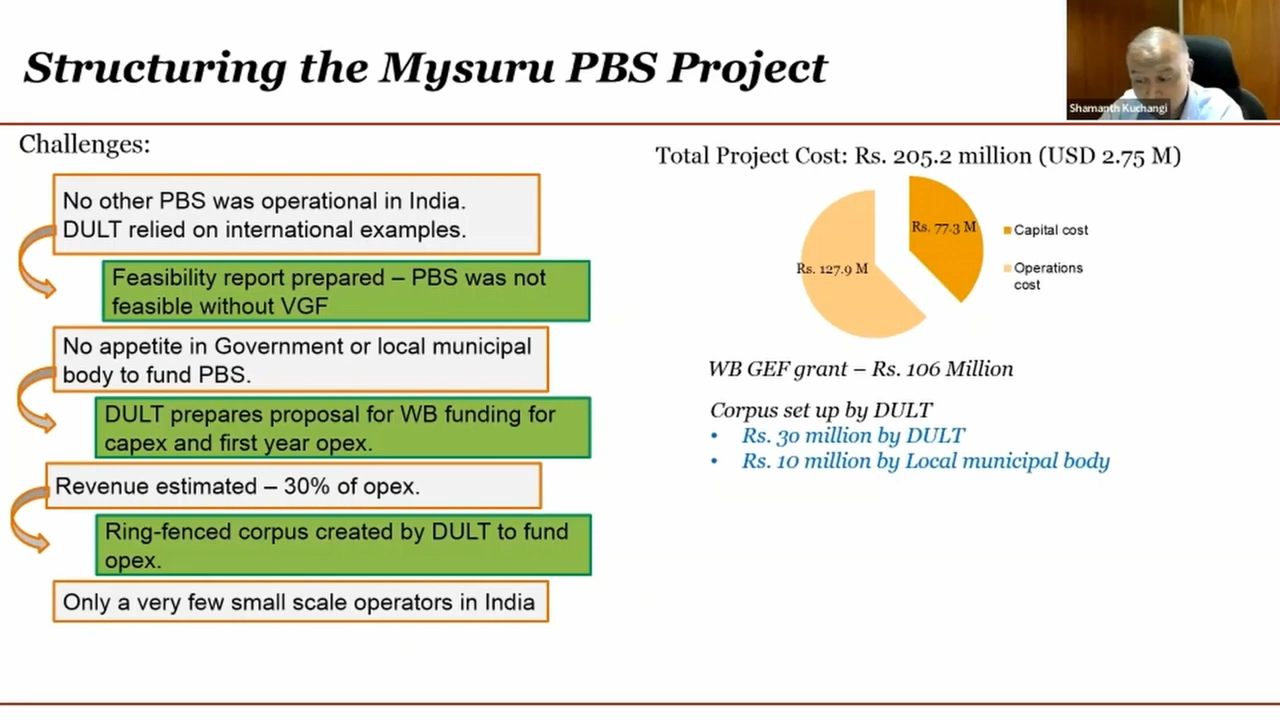 Structuring the Mysuru PBS Project
Shamanth Kuchangi
Challenges:
No other PBS was operational in India.
DULT relied on international examples.
Feasibility report prepared – PBS was not
feasible without VGF
No appetite in Government or local municipal
body to fund PBS.
DULT prepares proposal for WB funding for
capex and first year opex.
Revenue estimated – 30% of opex.
Ring-fenced corpus created by DULT to fund
opex.
Only a very few small scale operators in India
Total Project Cost: Rs. 205.2 million (USD 2.75 M)
Rs. 77.3 M
Rs. 127.9 M
Capital cost
Operations
cost
WB GEF grant – Rs. 106 Million
Corpus set up by DULT
• Rs. 30 million by DULT
• Rs. 10 million by Local municipal body